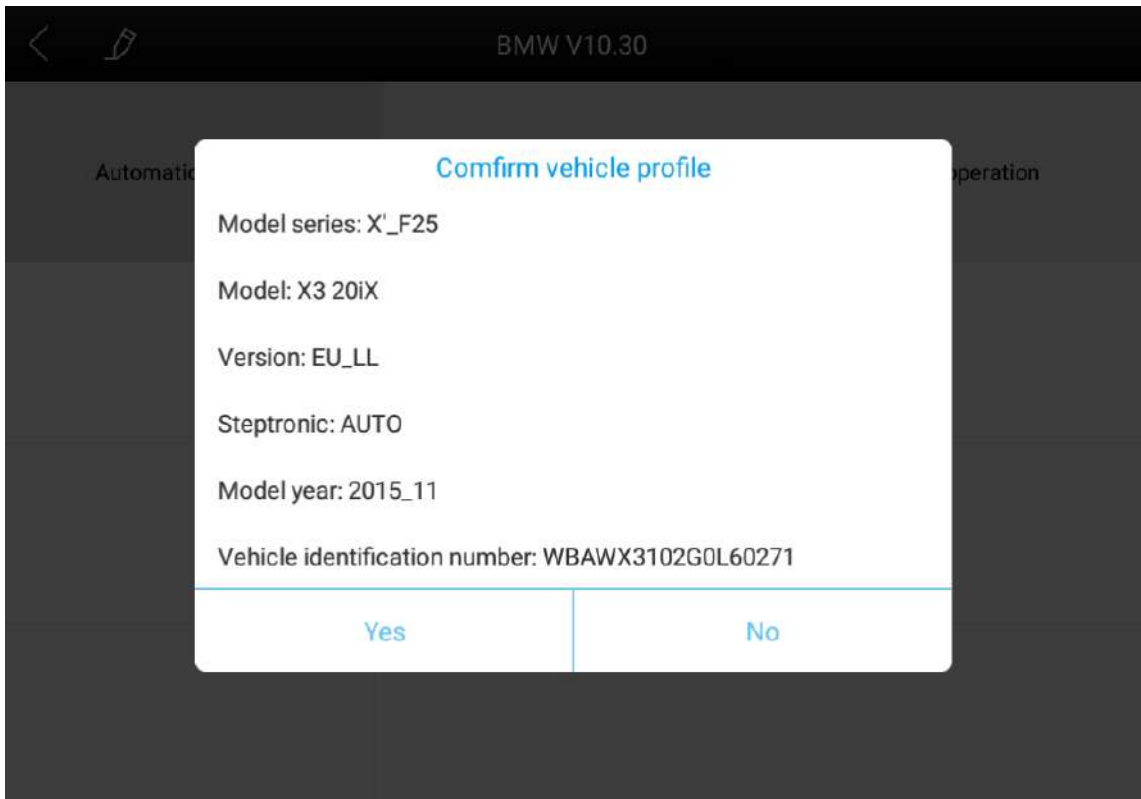 BMW V10.30
Automatic
operation
Comfirm vehicle profile
Model series: X'_F25
Model: X3 20iX
Version: EU_LL
Steptronic: AUTO
Model year: 2015_11
Vehicle identification number: WBAWX3102G0L60271
Yes
No